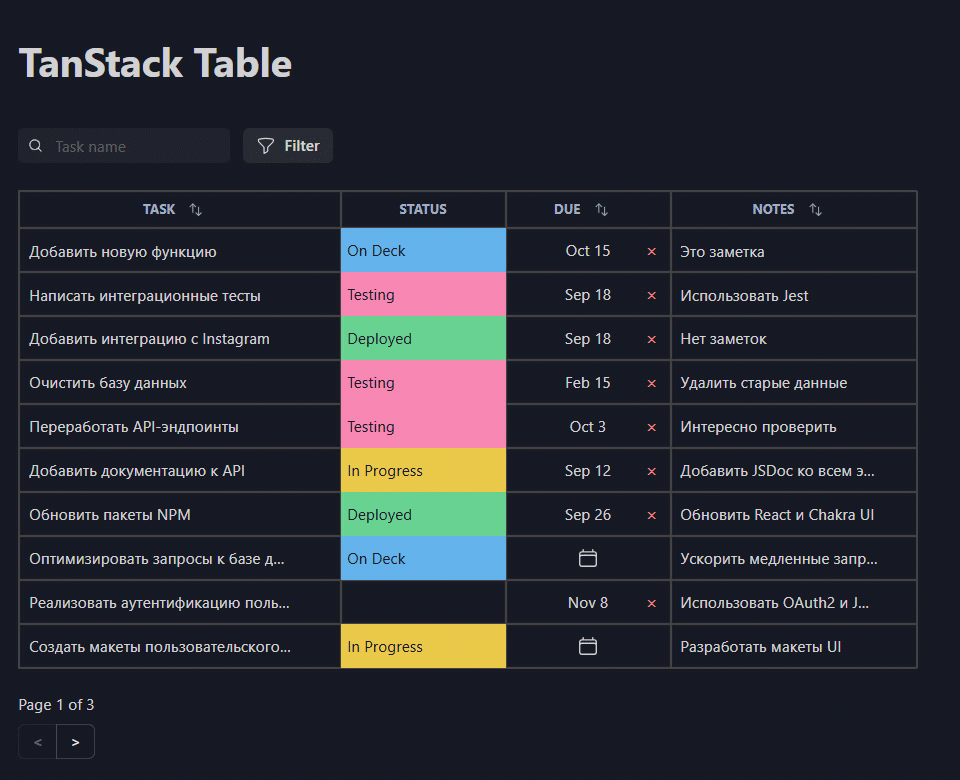 TanStack Table
Task name Filter
TASK STATUS DUE NOTES
Добавить новую функцию On Deck Oct 15 × Это заметка
Написать интеграционные тесты Testing Sep 18 × Использовать Jest
Добавить интеграцию с Instagram Deployed Sep 18 × Нет заметок
Очистить базу данных Testing Feb 15 × Удалить старые данные
Переработать API-эндпоинты Testing Oct 3 × Интересно проверить
Добавить документацию к API In Progress Sep 12 × Добавить JSDoc ко всем э...
Обновить пакеты NPM Deployed Sep 26 × Обновить React и Chakra UI
Оптимизировать запросы к базе д... On Deck Ускорить медленные запр...
Реализовать аутентификацию поль... Nov 8 × Использовать OAuth2 и J...
Создать макеты пользовательского... In Progress Разработать макеты UI
Page 1 of 3
< >